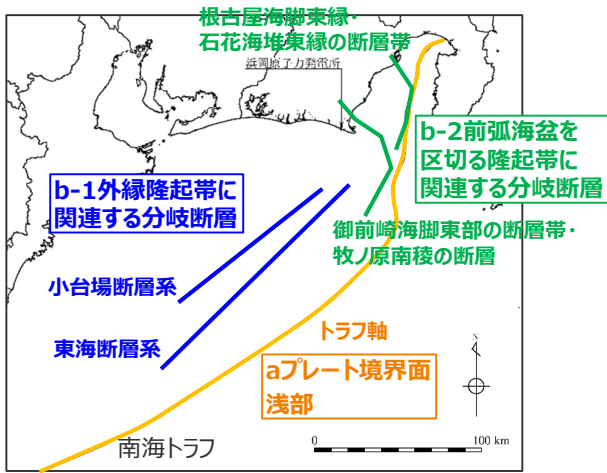 根古屋海脚東縁・
石花海堆東縁の断層帯
浜岡原子力発電所
b-2前弧海盆を
区切る隆起帯に
関連する分岐断層
b-1外縁隆起帯に
関連する分岐断層
御前崎海脚東部の断層帯・
牧ノ原南稜の断層
小台場断層系
東海断層系
トラフ軸
aプレート境界面
浅部
南海トラフ
N
0 100 km